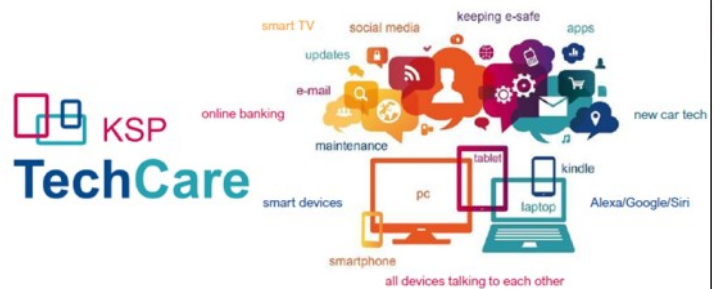 keeping e-safe
smart TV
social media
apps
updates
e-mail
online banking
new car tech
KSP
TechCare
maintenance
tablet
kindle
pc
laptop
smart devices
Alexa/Google/Siri
smartphone
all devices talking to each other